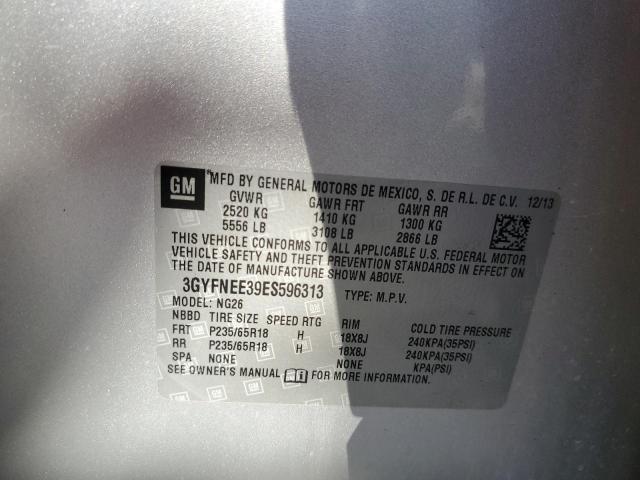 GM *MFD BY GENERAL MOTORS DE MEXICO, S. DE R.L. DE C.V. 12/13
GVWR GAWR FRT GAWR RR
2520 KG 1410 KG 1300 KG
5556 LB 3108 LB 2866 LB
THIS VEHICLE CONFORMS TO ALL APPLICABLE U.S. FEDERAL MOTOR
VEHICLE SAFETY AND THEFT PREVENTION STANDARDS IN EFFECT ON
THE DATE OF MANUFACTURE SHOWN ABOVE.
3GYFNEE39ES596313 TYPE: M.P.V.
MODEL: NG26
NBBD TIRE SIZE SPEED RTG RIM COLD TIRE PRESSURE
FRT P235/65R18 H 18X8J 240KPA(35PSI)
RR P235/65R18 H 18X8J 240KPA(35PSI)
SPA NONE NONE KPA(PSI)
SEE OWNER'S MANUAL FOR MORE INFORMATION.